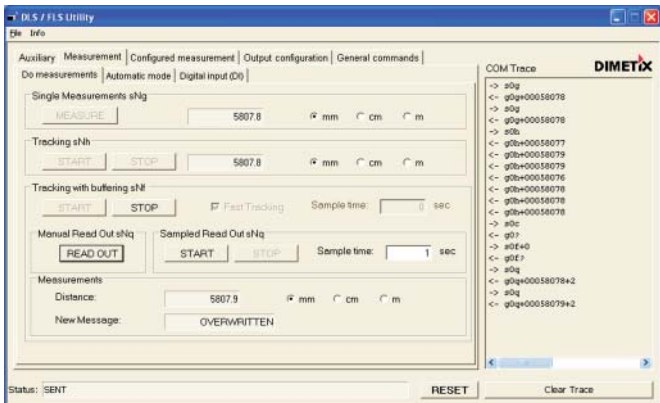 DLS / FLS Utility
File Info
Auxiliary Measurement Configured measurement Output configuration General commands
Do measurements Automatic mode Digital input (DI)
Single Measurements sNg
MEASURE 5807.8 mm cm m
Tracking sNh
START STOP 5807.8 mm cm m
Tracking with buffering sNf
START STOP Fast Tracking Sample time: 0 sec
Manual Read Out sNq Sampled Read Out sNq
READ OUT START STOP Sample time: 1 sec
Measurements
Distance: 5807.9 mm cm m
New Message: OVERWRITTEN
COM Trace DIMETIX
-> s0g
<- g0g+00058078
-> s0g
<- g0g+00058078
-> s0h
<- g0h+00058077
<- g0h+00058079
<- g0h+00058079
<- g0h+00058076
<- g0h+00058078
<- g0h+00058078
<- g0h+00058078
-> s0c
<- g0?
-> s0f+0
<- g0f?
-> s0q
<- g0q+00058078+2
-> s0q
<- g0q+00058079+2
Status: SENT RESET Clear Trace